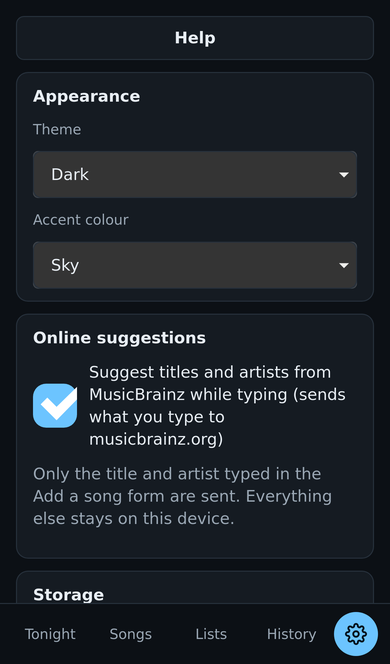 Help
Appearance
Theme
Dark
Accent colour
Sky
Online suggestions
Suggest titles and artists from
MusicBrainz while typing (sends
what you type to
musicbrainz.org)
Only the title and artist typed in the
Add a song form are sent. Everything
else stays on this device.
Storage
Tonight Songs Lists History